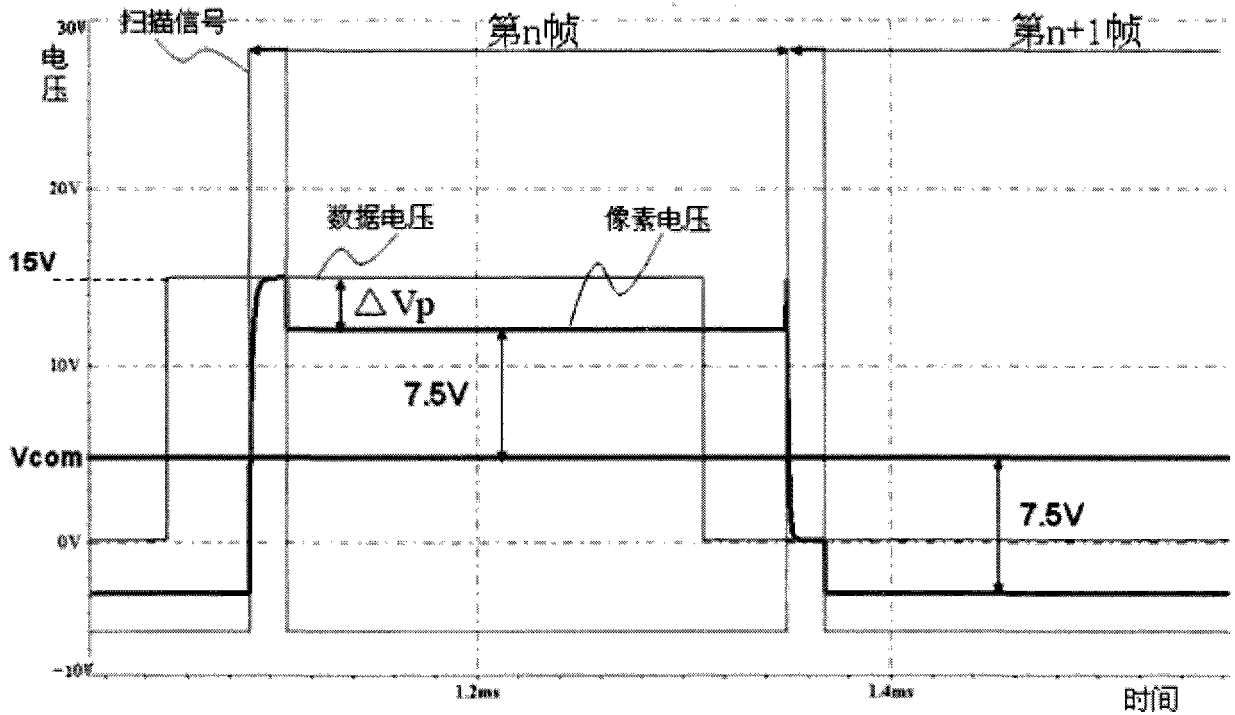 30V
扫描信号
第n帧
第n+1帧
电压
20V
数据电压
像素电压
15V
△Vp
10V
7.5V
Vcom
7.5V
0V
-10V
1.2ms
1.4ms
时间